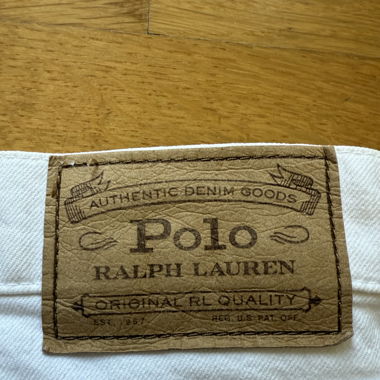 AUTHENTIC DENIM GOODS
Polo
RALPH LAUREN
ORIGINAL RL QUALITY
EST. 1967 REG. U.S. PAT. OFF.